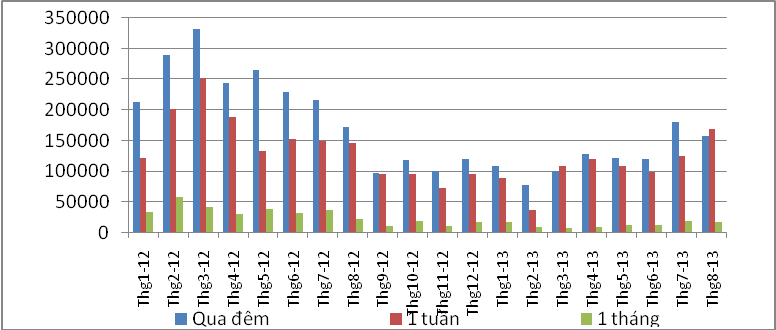 350000
300000
250000
200000
150000
100000
50000
0
Thg1-12
Thg2-12
Thg3-12
Thg4-12
Thg5-12
Thg6-12
Thg7-12
Thg8-12
Thg9-12
Thg10-12
Thg11-12
Thg12-12
Thg1-13
Thg2-13
Thg3-13
Thg4-13
Thg5-13
Thg6-13
Thg7-13
Thg8-13
Qua đêm 1 tuần 1 tháng